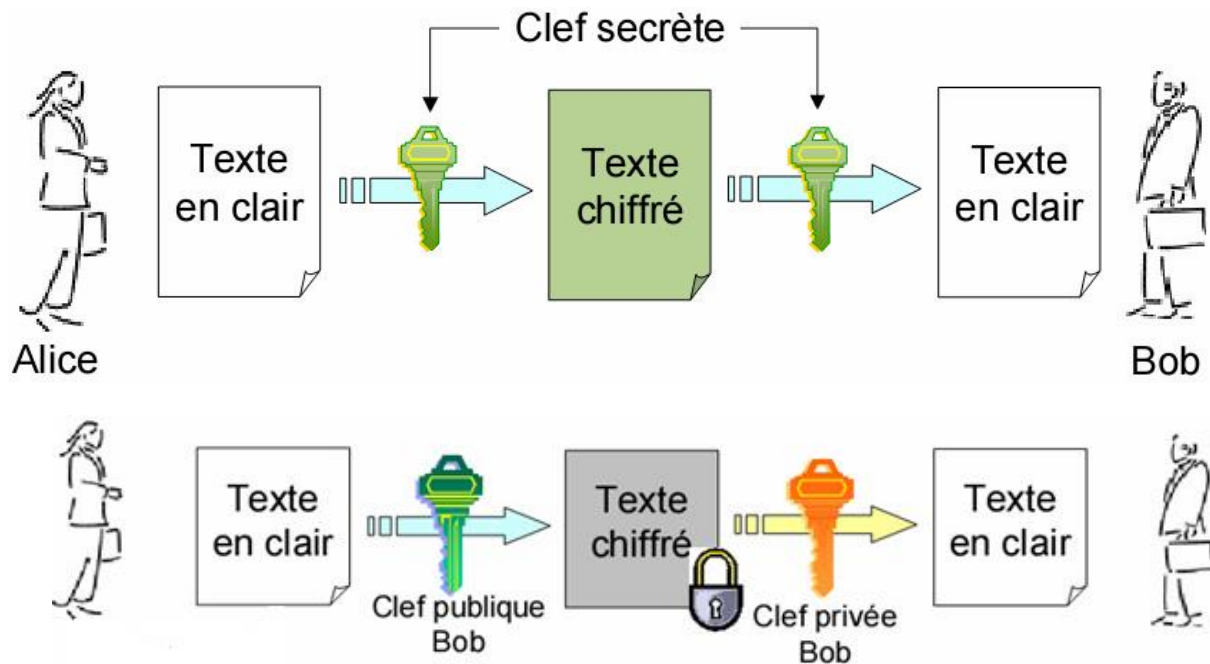 Clef secrète
Texte
en clair
Texte
chiffré
Texte
en clair
Alice
Bob
Texte
en clair
Clef publique
Bob
Texte
chiffré
Clef privée
Bob
Texte
en clair